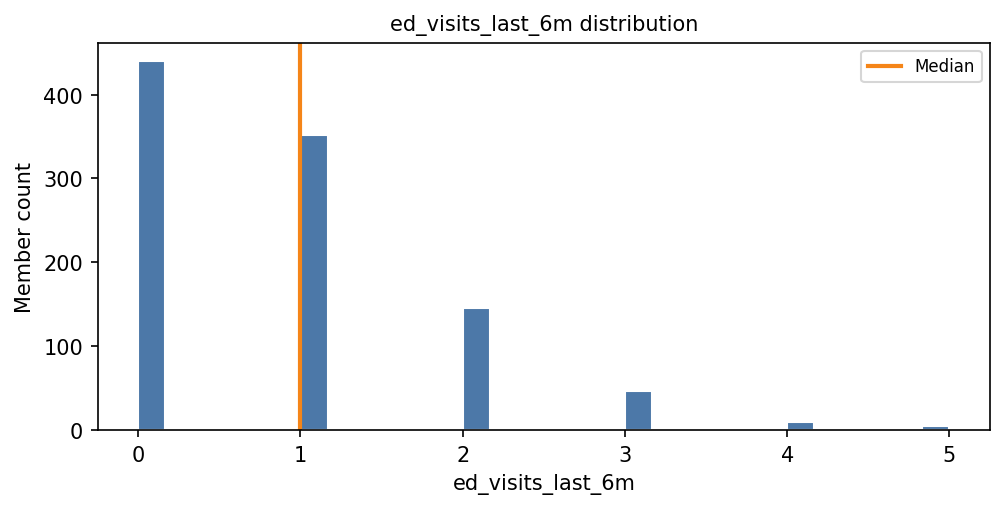 ed_visits_last_6m distribution
Median
Member count
400
300
200
100
0
0 1 2 3 4 5
ed_visits_last_6m